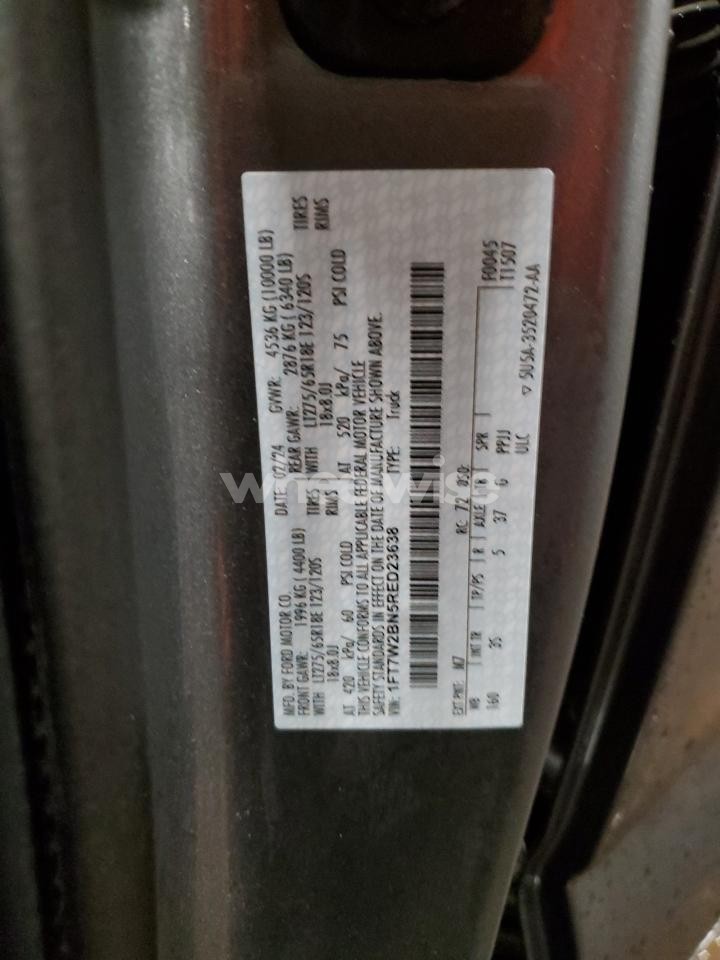 MFD. BY FORD MOTOR CO.
DATE: 02/24 GVWR: 4536 KG (10000 LB)
FRONT GAWR: 1996 KG (4400 LB) REAR GAWR: 2876 KG (6340 LB)
WITH LT275/65R18E 123/120S TIRES WITH LT275/65R18E 123/120S TIRES
18x8.0J RIMS 18x8.0J RIMS
AT 420 kPa/ 60 PSI COLD AT 520 kPa/ 75 PSI COLD
THIS VEHICLE CONFORMS TO ALL APPLICABLE FEDERAL MOTOR VEHICLE
SAFETY STANDARDS IN EFFECT ON THE DATE OF MANUFACTURE SHOWN ABOVE.
VIN: 1FT7W2BN5RED23638 TYPE: Truck
EXT PNT: M7 RC: 72 DSO: F0045
WB INT TR TP/PS R AXLE TR SPR T1507
160 3S 5 37 G PPJJ
ULC
▽ 5U5A-3520472-AA
wheelwise